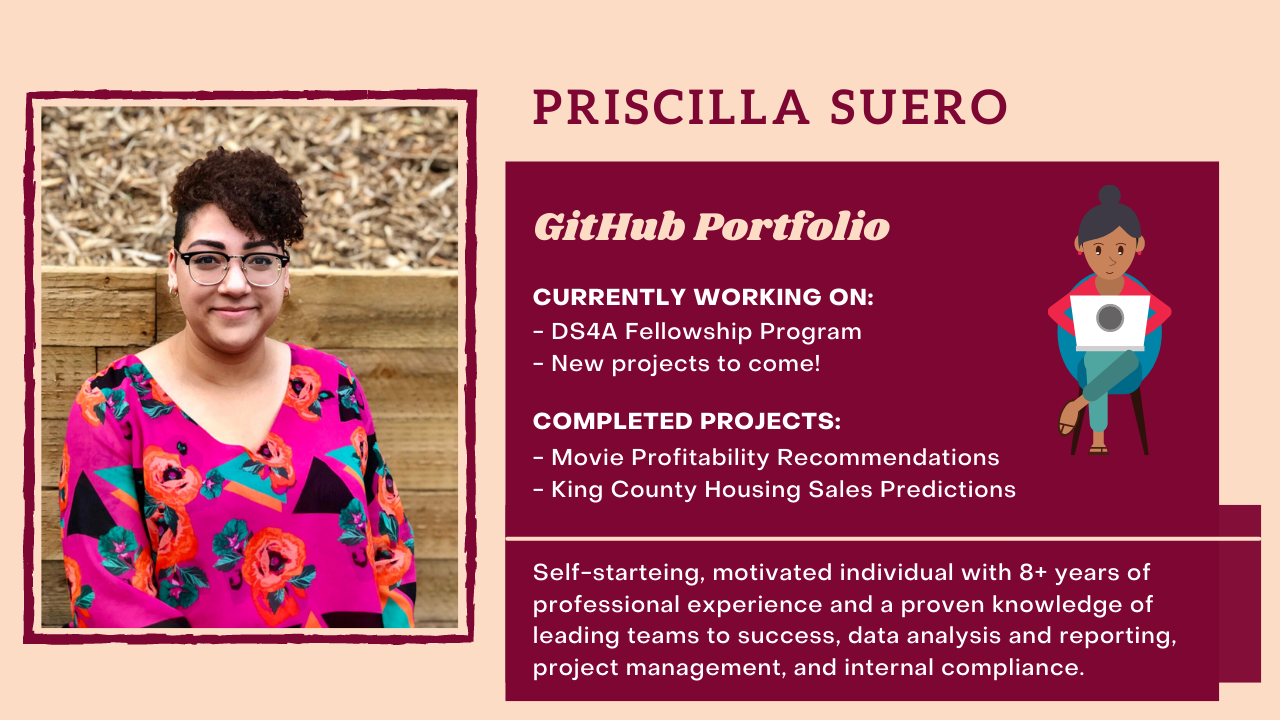 PRISCILLA SUERO
GitHub Portfolio
CURRENTLY WORKING ON:
- DS4A Fellowship Program
- New projects to come!
COMPLETED PROJECTS:
- Movie Profitability Recommendations
- King County Housing Sales Predictions
Self-starteing, motivated individual with 8+ years of
professional experience and a proven knowledge of
leading teams to success, data analysis and reporting,
project management, and internal compliance.